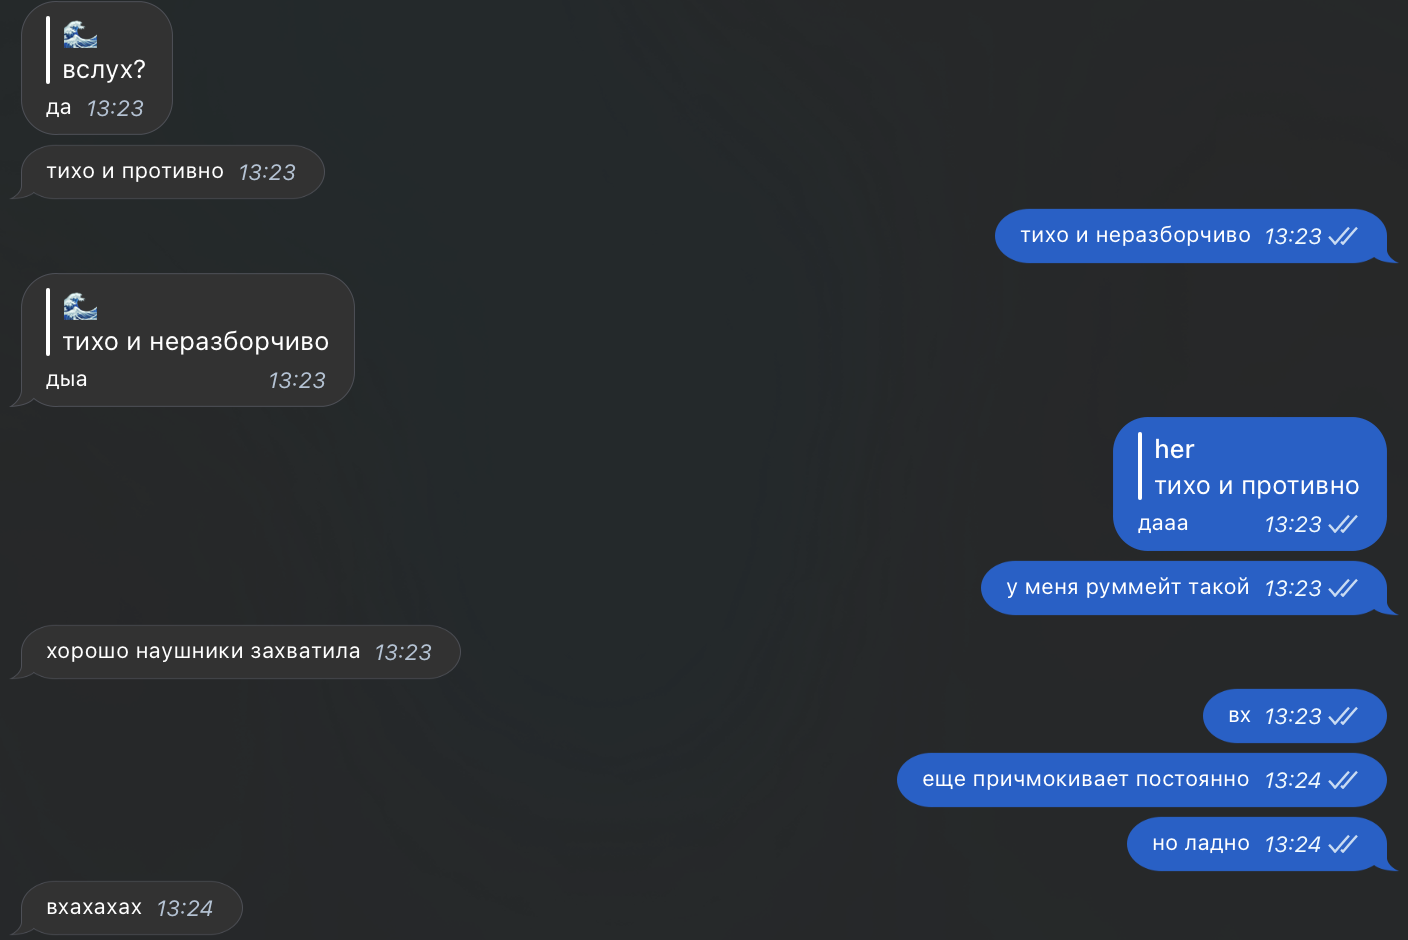 🌊
вслух?
да 13:23
тихо и противно 13:23
тихо и неразборчиво 13:23
🌊
тихо и неразборчиво
дыа 13:23
her
тихо и противно
дааа 13:23
у меня руммейт такой 13:23
хорошо наушники захватила 13:23
вх 13:23
еще причмокивает постоянно 13:24
но ладно 13:24
вхахахах 13:24